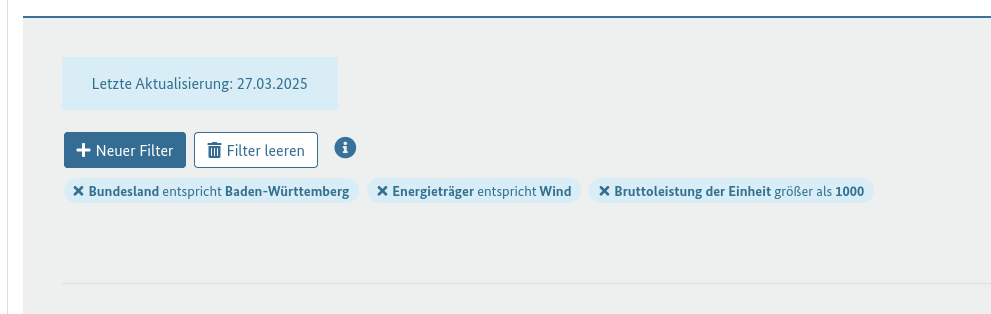 Letzte Aktualisierung: 27.03.2025
Neuer Filter Filter leeren
Bundesland entspricht Baden-Württemberg Energieträger entspricht Wind Bruttoleistung der Einheit größer als 1000